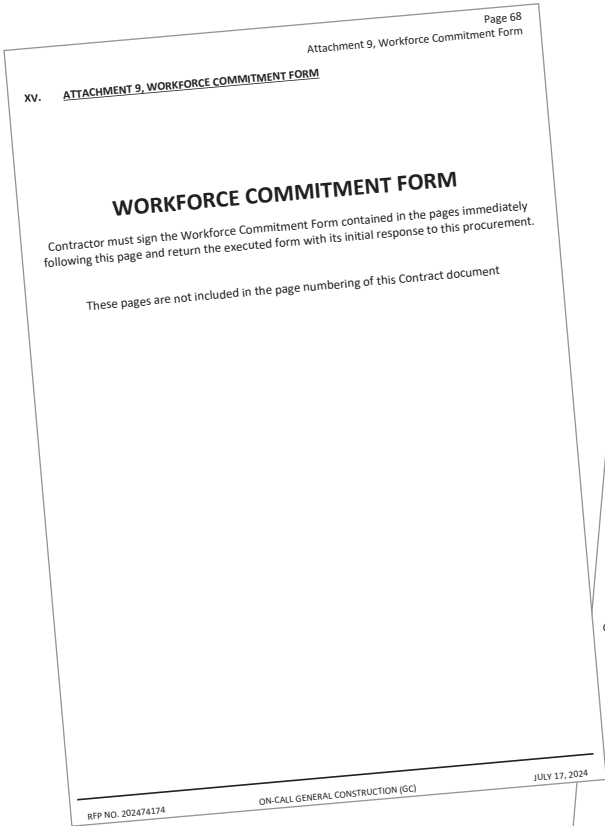 Page 68
Attachment 9, Workforce Commitment Form
XV. ATTACHMENT 9, WORKFORCE COMMITMENT FORM
WORKFORCE COMMITMENT FORM
Contractor must sign the Workforce Commitment Form contained in the pages immediately
following this page and return the executed form with its initial response to this procurement.
These pages are not included in the page numbering of this Contract document
RFP NO. 202474174 ON-CALL GENERAL CONSTRUCTION (GC) JULY 17, 2024